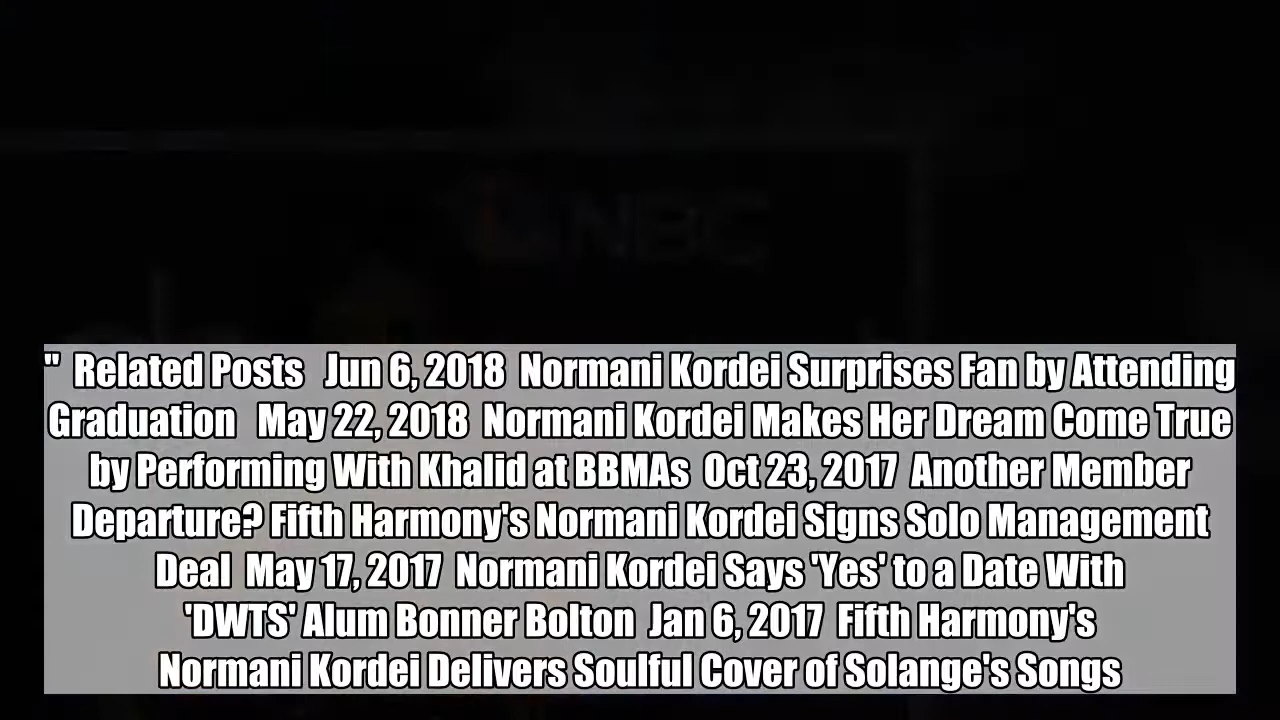 NBC
"  Related Posts   Jun 6, 2018  Normani Kordei Surprises Fan by Attending
Graduation   May 22, 2018  Normani Kordei Makes Her Dream Come True
by Performing With Khalid at BBMAs  Oct 23, 2017  Another Member
Departure? Fifth Harmony's Normani Kordei Signs Solo Management
Deal  May 17, 2017  Normani Kordei Says 'Yes' to a Date With
'DWTS' Alum Bonner Bolton  Jan 6, 2017  Fifth Harmony's
Normani Kordei Delivers Soulful Cover of Solange's Songs